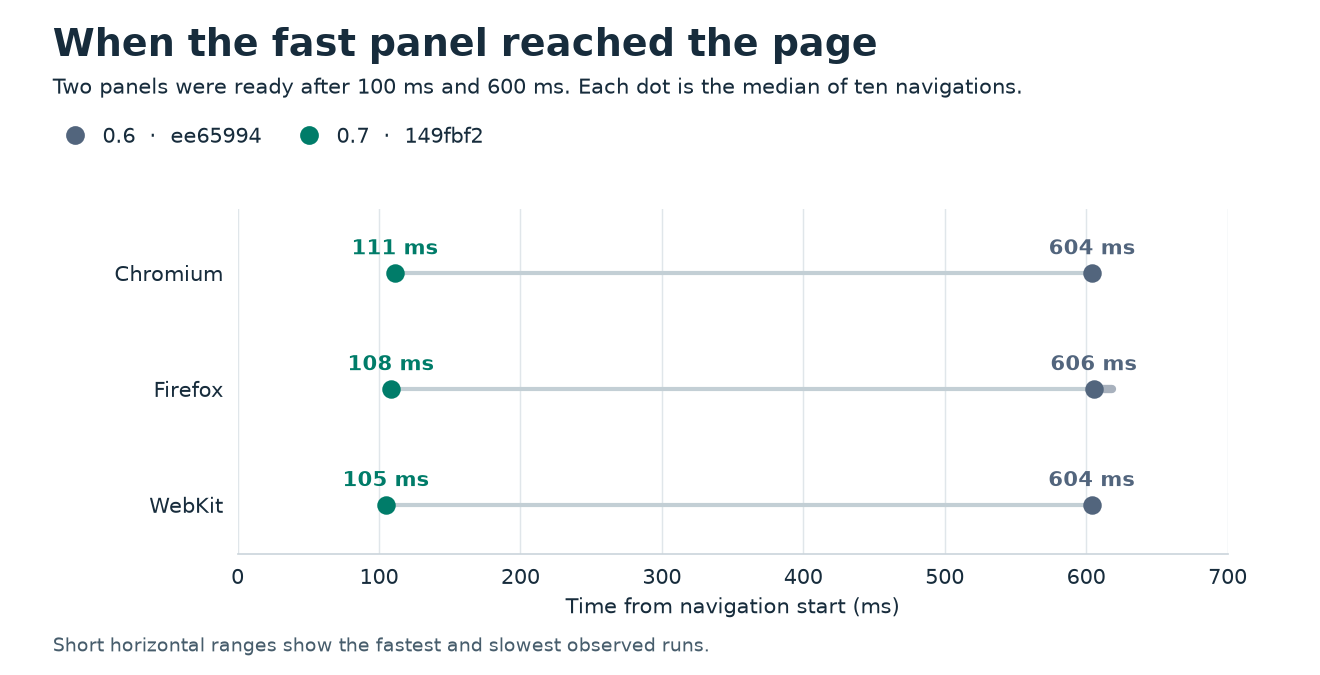 When the fast panel reached the page
Two panels were ready after 100 ms and 600 ms. Each dot is the median of ten navigations.
0.6 · ee65994 0.7 · 149fbf2
111 ms 604 ms
Chromium
108 ms 606 ms
Firefox
105 ms 604 ms
WebKit
0 100 200 300 400 500 600 700
Time from navigation start (ms)
Short horizontal ranges show the fastest and slowest observed runs.